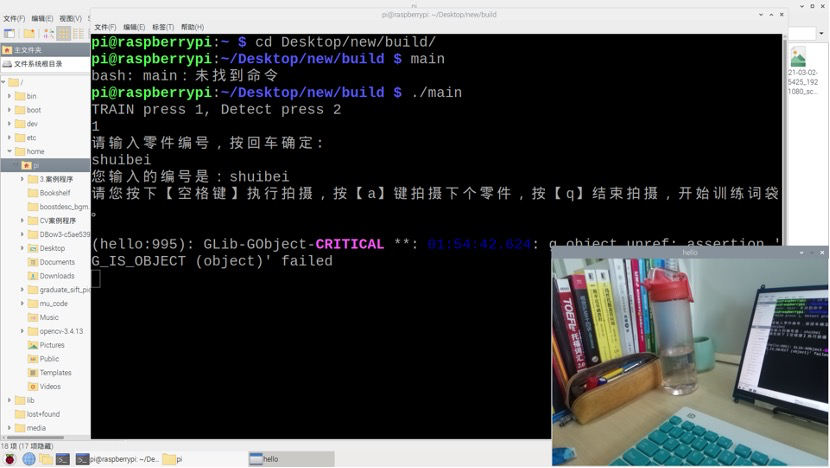 pi
pi@raspberrypi: ~/Desktop/new/build
文件(F) 编辑(E) 视图(V)
文件(F) 编辑(E) 标签(T) 帮助(H)
主文件夹
文件系统根目录
/
bin
boot
dev
etc
home
pi
3.案例程序
Bookshelf
boostdesc_bgm.
CV案例程序
DBow3-c5ae539
Desktop
Documents
Downloads
graduate_sift_pic
mu_code
Music
opencv-3.4.13
Pictures
Public
Templates
Videos
lib
lost+found
media
pi@raspberrypi:~ $ cd Desktop/new/build/
pi@raspberrypi:~/Desktop/new/build $ main
bash: main：未找到命令
pi@raspberrypi:~/Desktop/new/build $ ./main
TRAIN press 1, Detect press 2
1
请输入零件编号，按回车确定：
shuibei
您输入的编号是：shuibei
请您按下【空格键】执行拍摄，按【a】键拍摄下个零件，按【q】结束拍摄，开始训练词袋
。
(hello:995): GLib-GObject-CRITICAL **: 01:54:42.624: g_object_unref: assertion '
G_IS_OBJECT (object)' failed
21-03-02-
5425_192
1080_sc...
hello
TOEFL
18 项 (17 项隐藏)
pi@raspberrypi: ~/De...
pi
hello